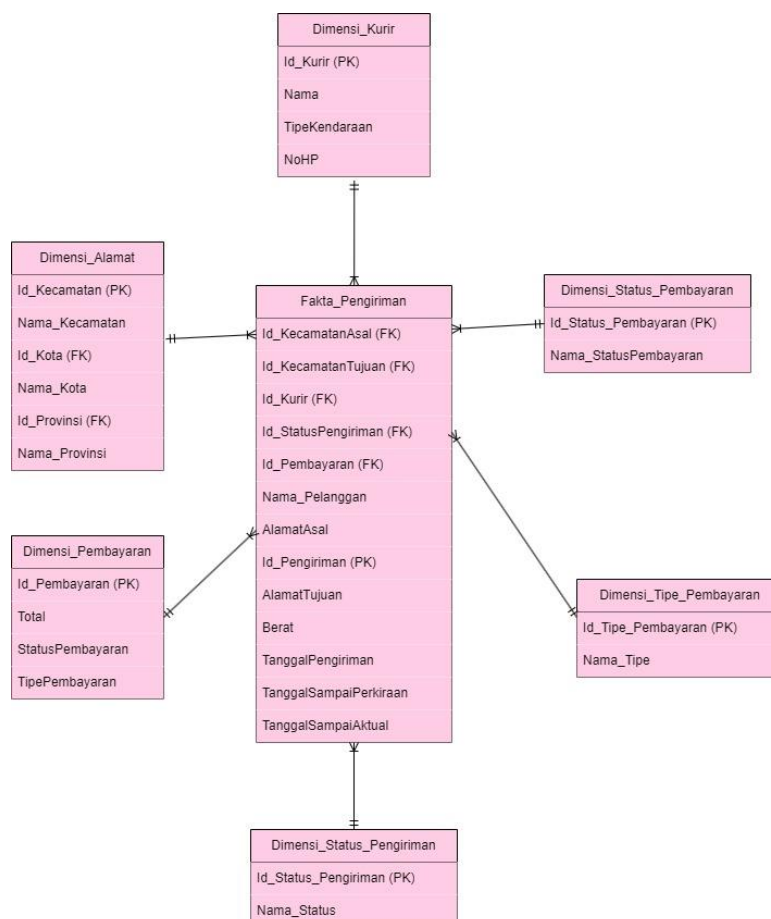 Dimensi_Kurir
Id_Kurir (PK)
Nama
TipeKendaraan
NoHP
Dimensi_Alamat
Id_Kecamatan (PK)
Nama_Kecamatan
Id_Kota (FK)
Nama_Kota
Id_Provinsi (FK)
Nama_Provinsi
Fakta_Pengiriman
Id_KecamatanAsal (FK)
Id_KecamatanTujuan (FK)
Id_Kurir (FK)
Id_StatusPengiriman (FK)
Id_Pembayaran (FK)
Nama_Pelanggan
AlamatAsal
Id_Pengiriman (PK)
AlamatTujuan
Berat
TanggalPengiriman
TanggalSampaiPerkiraan
TanggalSampaiAktual
Dimensi_Status_Pembayaran
Id_Status_Pembayaran (PK)
Nama_StatusPembayaran
Dimensi_Pembayaran
Id_Pembayaran (PK)
Total
StatusPembayaran
TipePembayaran
Dimensi_Tipe_Pembayaran
Id_Tipe_Pembayaran (PK)
Nama_Tipe
Dimensi_Status_Pengiriman
Id_Status_Pengiriman (PK)
Nama_Status